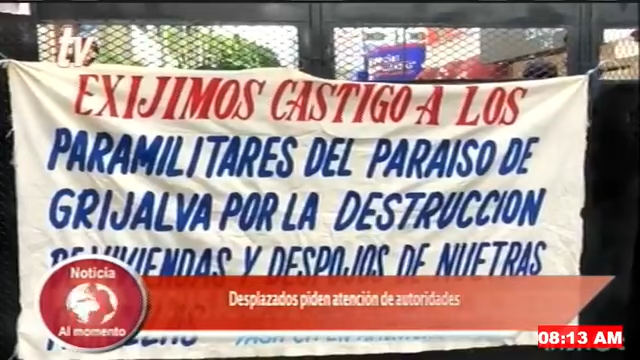 tv
EXIJIMOS CASTIGO A LOS
PARAMILITARES DEL PARAISO DE
GRIJALVA POR LA DESTRUCCION
DE VIVIENDAS Y DESPOJOS DE NUETRAS
Noticia
Al momento
Desplazados piden atención de autoridades
08:13 AM